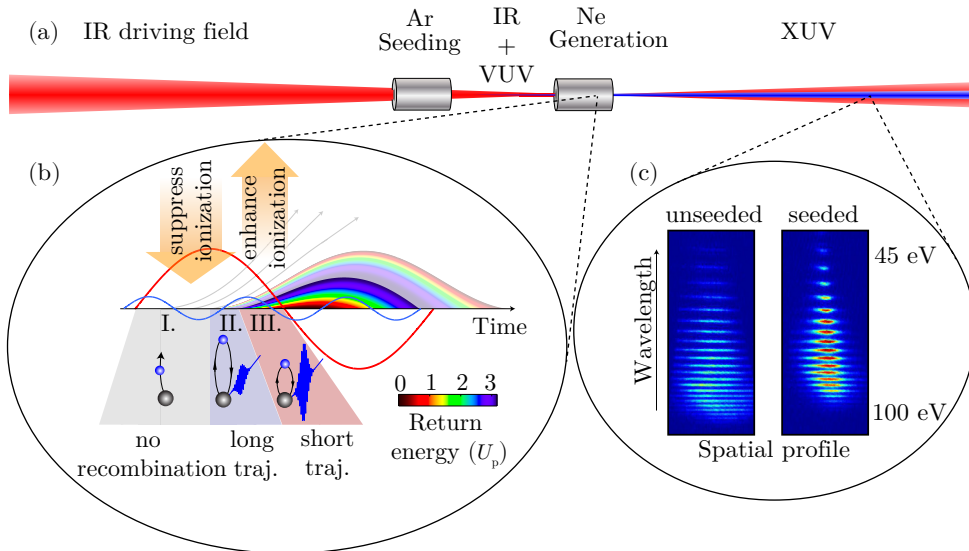 (a)
IR driving field
Ar
Seeding
IR
+
VUV
Ne
Generation
XUV
(b)
suppress
ionization
enhance
ionization
I.
II.
III.
Time
no
recombination
long
traj.
short
traj.
0 1 2 3
Return
energy (Up)
(c)
unseeded
seeded
Wavelength
45 eV
100 eV
Spatial profile